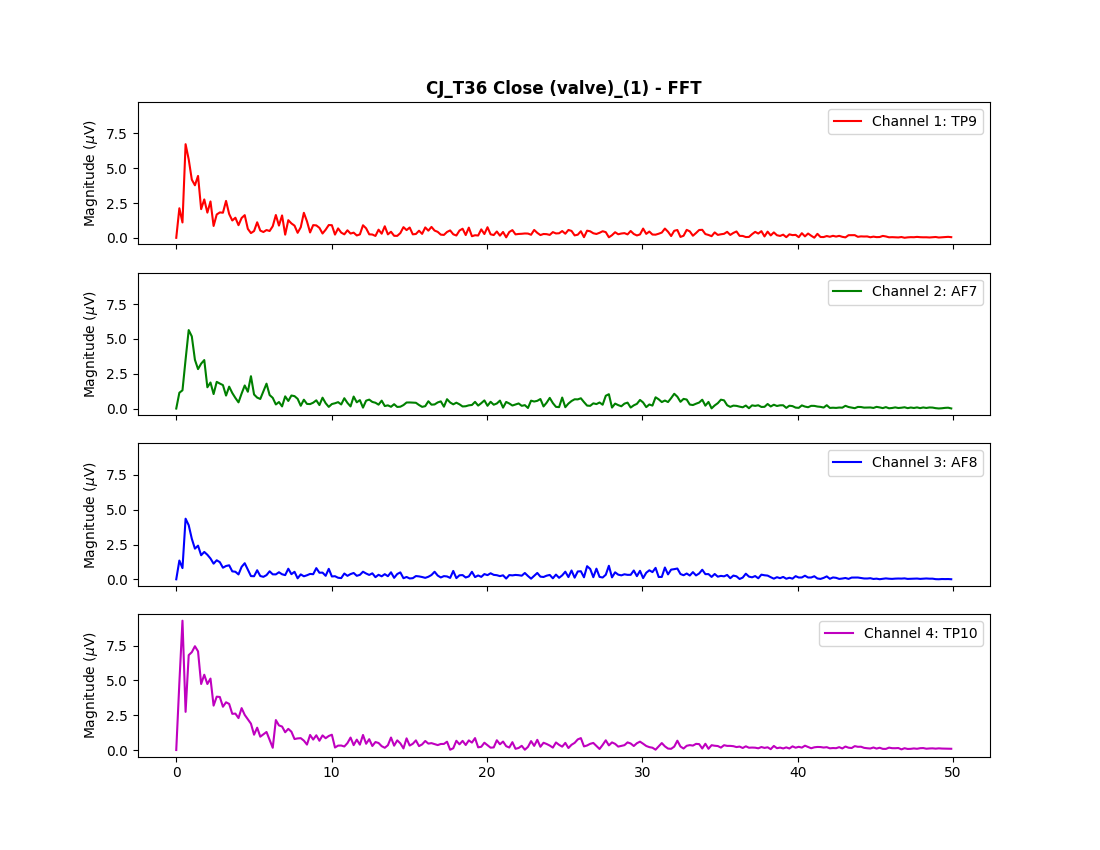 CJ_T36 Close (valve)_(1) - FFT
Magnitude (μV)
7.5
5.0
2.5
0.0
Channel 1: TP9
Magnitude (μV)
7.5
5.0
2.5
0.0
Channel 2: AF7
Magnitude (μV)
7.5
5.0
2.5
0.0
Channel 3: AF8
Magnitude (μV)
7.5
5.0
2.5
0.0
Channel 4: TP10
0 10 20 30 40 50